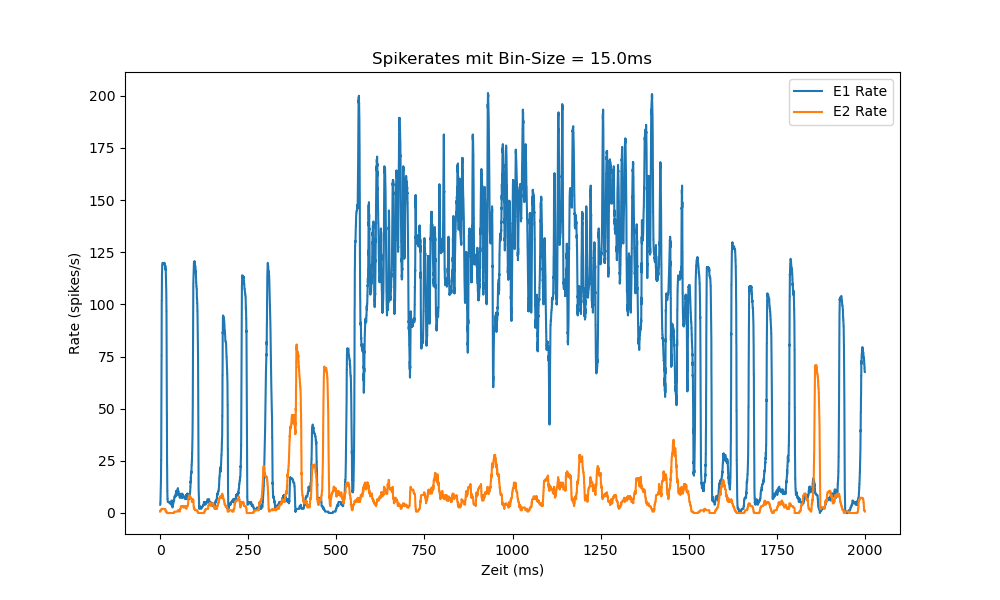 Spikerates mit Bin-Size = 15.0ms
E1 Rate
E2 Rate
Rate (spikes/s)
200
175
150
125
100
75
50
25
0
0 250 500 750 1000 1250 1500 1750 2000
Zeit (ms)